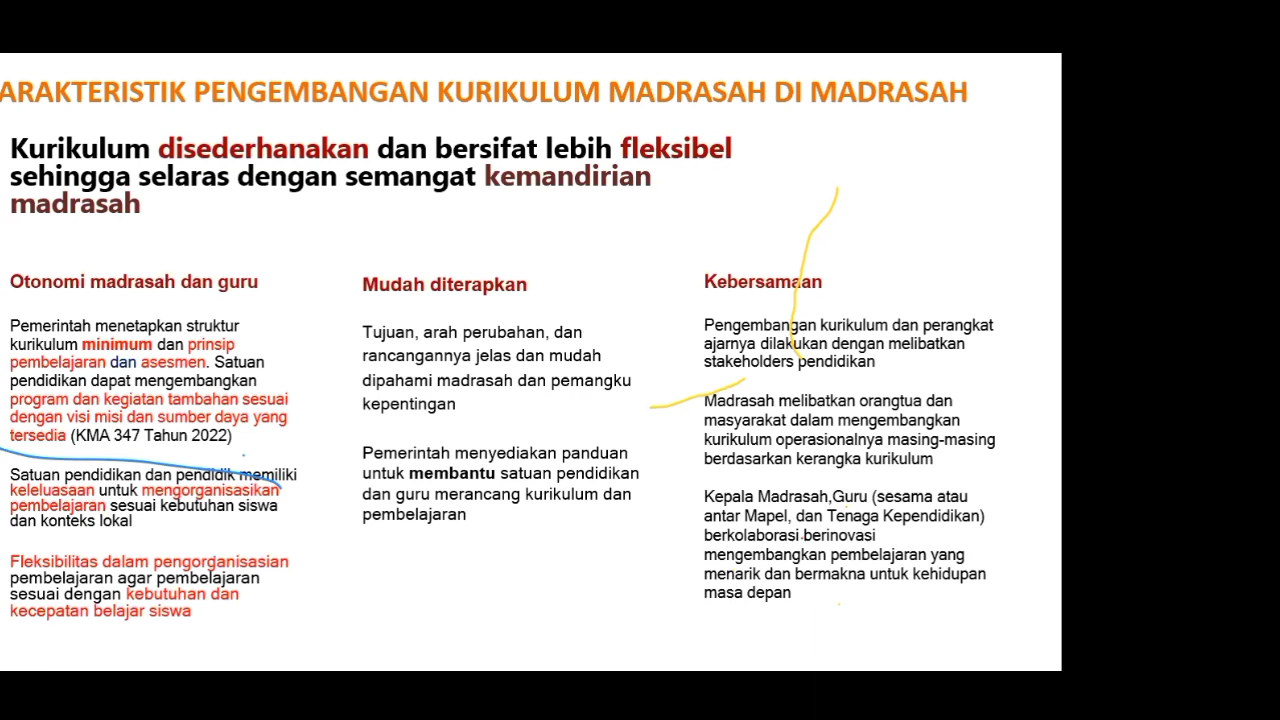 ARAKTERISTIK PENGEMBANGAN KURIKULUM MADRASAH DI MADRASAH
Kurikulum disederhanakan dan bersifat lebih fleksibel
sehingga selaras dengan semangat kemandirian
madrasah
Otonomi madrasah dan guru
Pemerintah menetapkan struktur
kurikulum minimum dan prinsip
pembelajaran dan asesmen. Satuan
pendidikan dapat mengembangkan
program dan kegiatan tambahan sesuai
dengan visi misi dan sumber daya yang
tersedia (KMA 347 Tahun 2022)
Satuan pendidikan dan pendidik memiliki
keleluasaan untuk mengorganisasikan
pembelajaran sesuai kebutuhan siswa
dan konteks lokal
Fleksibilitas dalam pengorganisasian
pembelajaran agar pembelajaran
sesuai dengan kebutuhan dan
kecepatan belajar siswa
Mudah diterapkan
Tujuan, arah perubahan, dan
rancangannya jelas dan mudah
dipahami madrasah dan pemangku
kepentingan
Pemerintah menyediakan panduan
untuk membantu satuan pendidikan
dan guru merancang kurikulum dan
pembelajaran
Kebersamaan
Pengembangan kurikulum dan perangkat
ajarnya dilakukan dengan melibatkan
stakeholders pendidikan
Madrasah melibatkan orangtua dan
masyarakat dalam mengembangkan
kurikulum operasionalnya masing-masing
berdasarkan kerangka kurikulum
Kepala Madrasah,Guru (sesama atau
antar Mapel, dan Tenaga Kependidikan)
berkolaborasi berinovasi
mengembangkan pembelajaran yang
menarik dan bermakna untuk kehidupan
masa depan